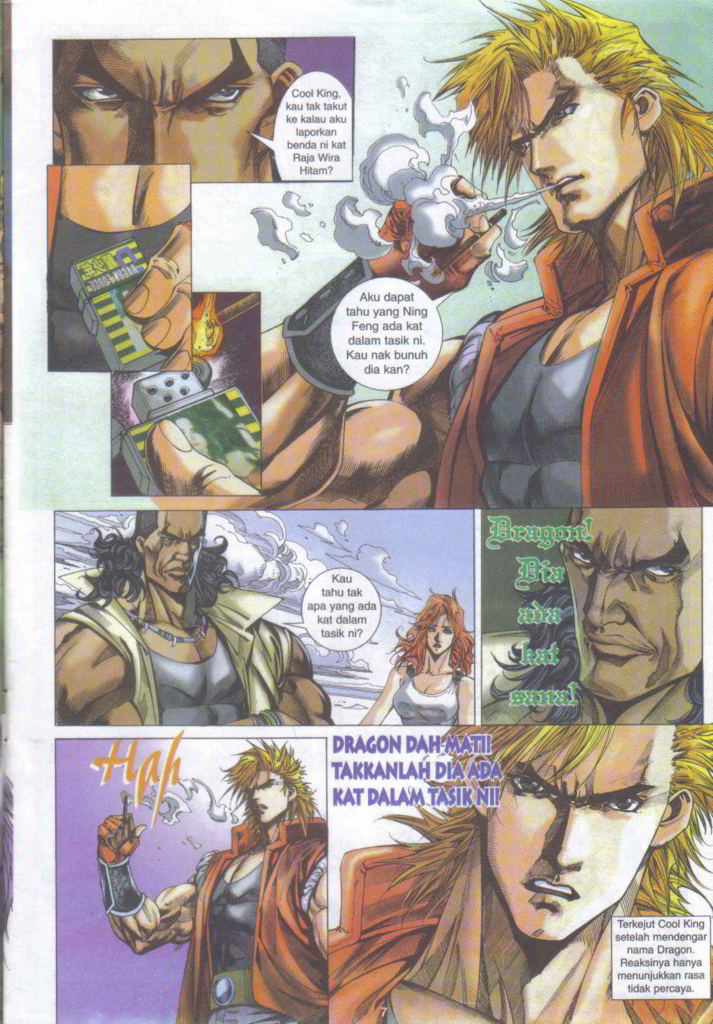 Cool King,
kau tak takut
ke kalau aku
laporkan
benda ni kat
Raja Wira
Hitam?
Aku dapat
tahu yang Ning
Feng ada kat
dalam tasik ni.
Kau nak bunuh
dia kan?
Kau
tahu tak
apa yang ada
kat dalam
tasik ni?
Dragon!
Dia
ada
kat
sana!
Hah
DRAGON DAH MATI!
TAKKANLAH DIA ADA
KAT DALAM TASIK NI!
Terkejut Cool King
setelah mendengar
nama Dragon.
Reaksinya hanya
menunjukkan rasa
tidak percaya.
7